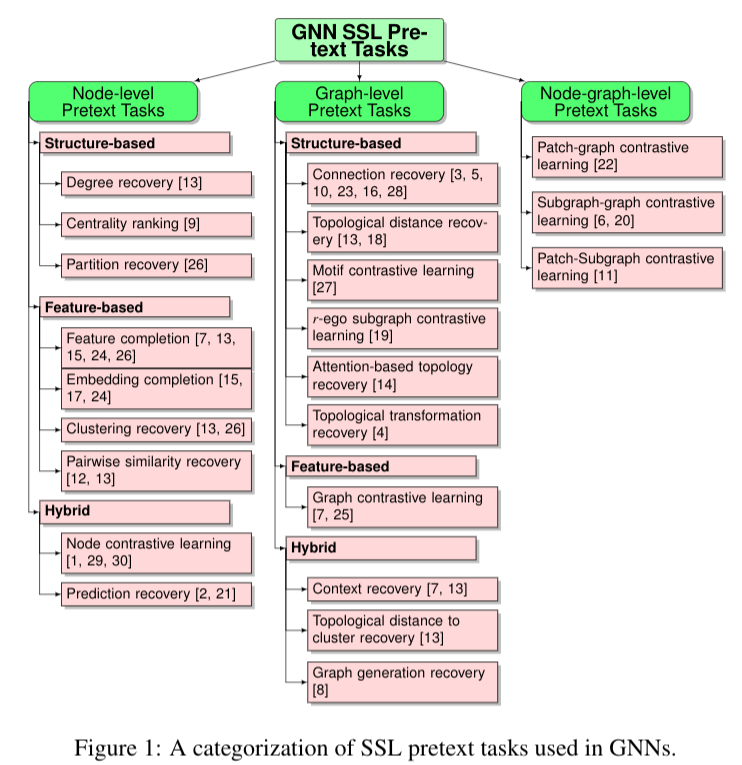 GNN SSL Pre-
text Tasks
Node-level
Pretext Tasks
Structure-based
Degree recovery [13]
Centrality ranking [9]
Partition recovery [26]
Feature-based
Feature completion [7, 13,
15, 24, 26]
Embedding completion [15,
17, 24]
Clustering recovery [13, 26]
Pairwise similarity recovery
[12, 13]
Hybrid
Node contrastive learning
[1, 29, 30]
Prediction recovery [2, 21]
Graph-level
Pretext Tasks
Structure-based
Connection recovery [3, 5,
10, 23, 16, 28]
Topological distance recov-
ery [13, 18]
Motif contrastive learning
[27]
r-ego subgraph contrastive
learning [19]
Attention-based topology
recovery [14]
Topological transformation
recovery [4]
Feature-based
Graph contrastive learning
[7, 25]
Hybrid
Context recovery [7, 13]
Topological distance to
cluster recovery [13]
Graph generation recovery
[8]
Node-graph-level
Pretext Tasks
Patch-graph contrastive
learning [22]
Subgraph-graph contrastive
learning [6, 20]
Patch-Subgraph contrastive
learning [11]
Figure 1: A categorization of SSL pretext tasks used in GNNs.